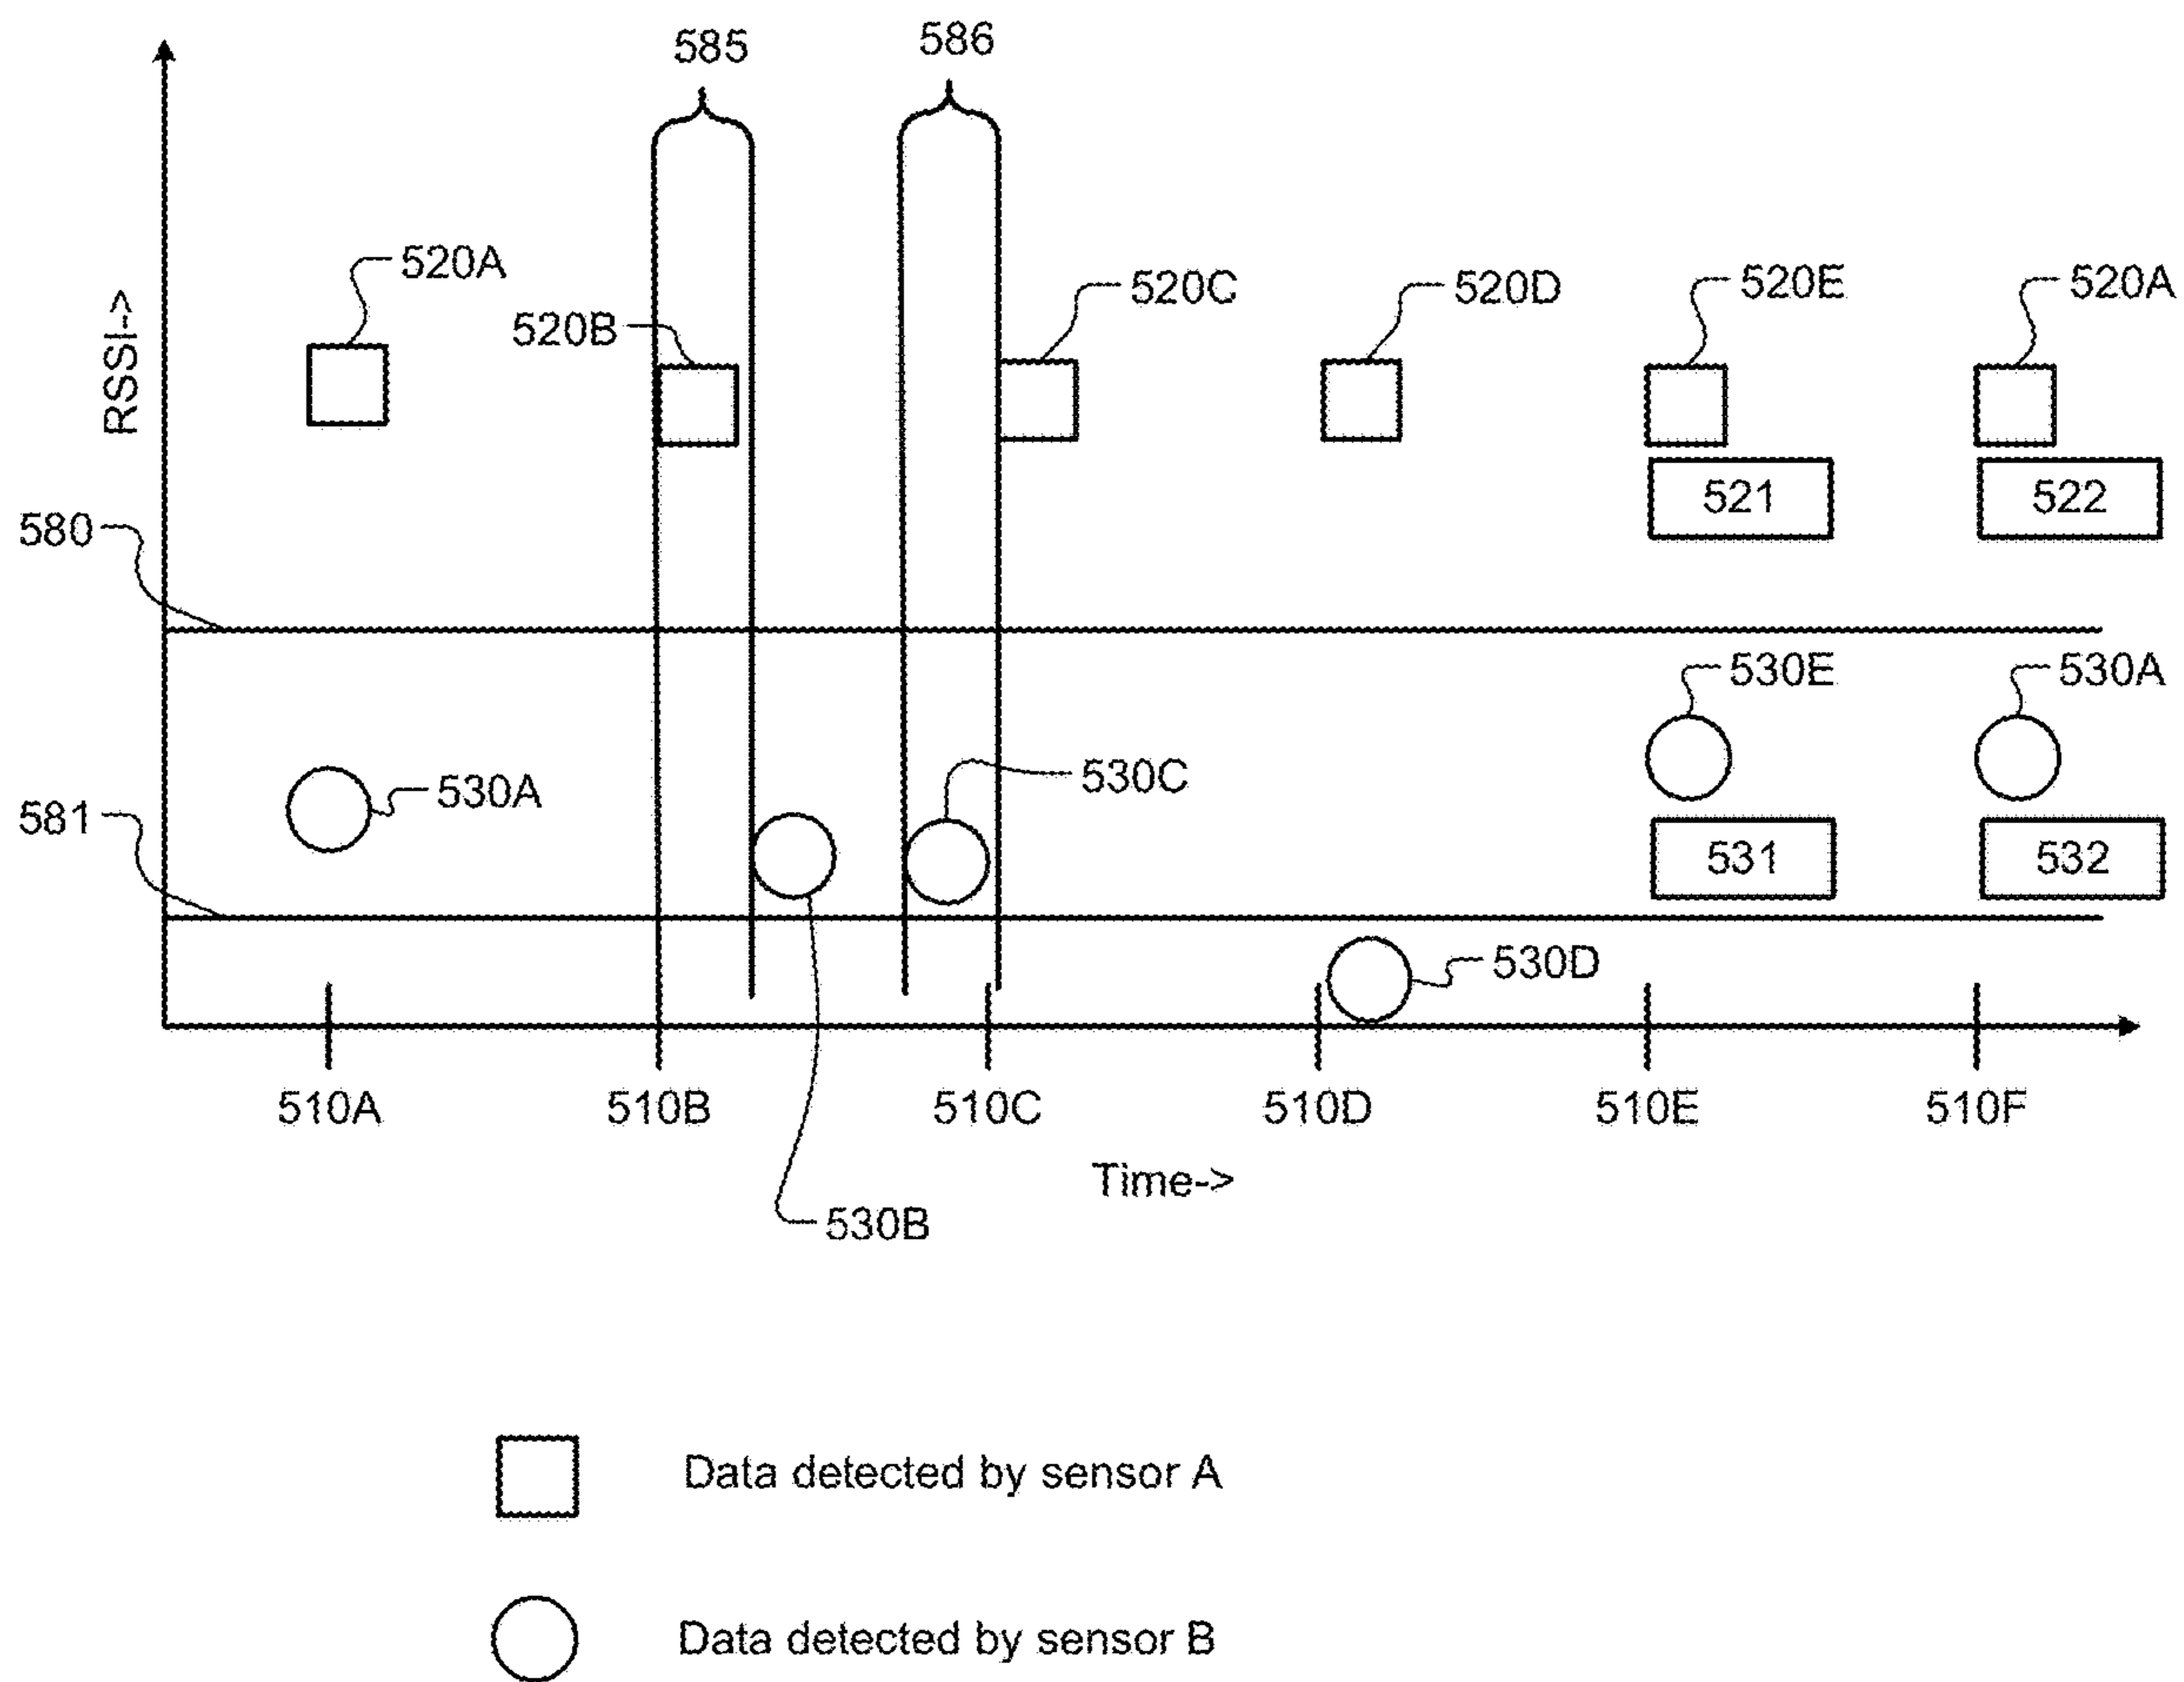 585
586
520A
520B
520C
520D
520E
520A
RSSI->
521
522
580
530E
530A
530A
530C
581
531
532
530D
510A
510B
510C
510D
510E
510F
Time->
530B
Data detected by sensor A
Data detected by sensor B